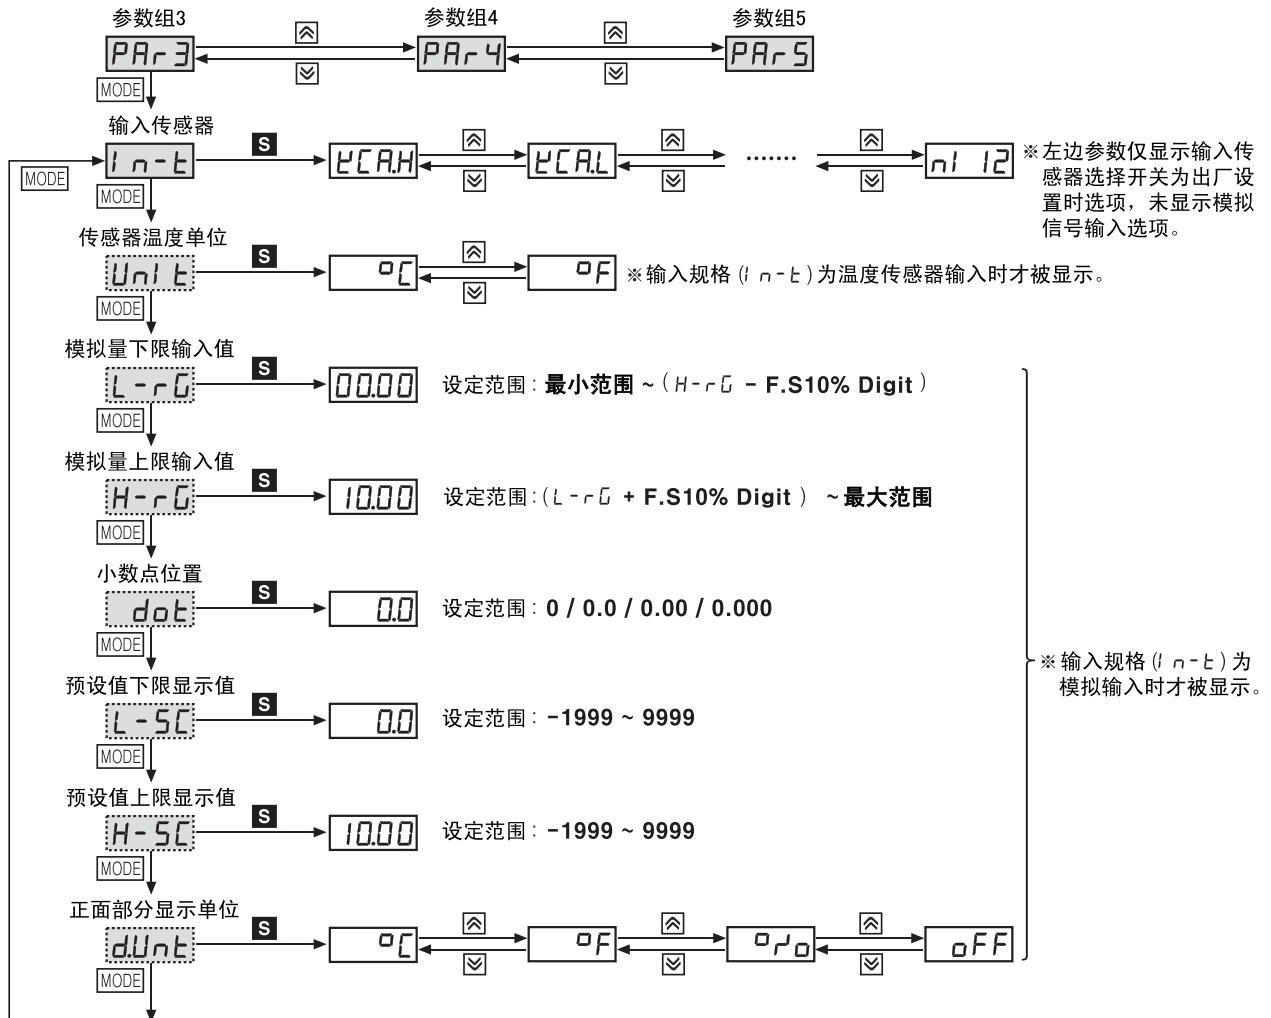 参数组3 参数组4 参数组5
PAr3 PAr4 PAr5
MODE
输入传感器
In-t S KCA.H KCA.L ······· nI 12
※左边参数仅显示输入传
感器选择开关为出厂设
置时选项，未显示模拟
信号输入选项。
MODE
MODE
传感器温度单位
UnIt S °C °F ※输入规格 (In-t) 为温度传感器输入时才被显示。
MODE
模拟量下限输入值
L-rG S 00.00 设定范围: 最小范围 ~ (H-rG - F.S10% Digit)
MODE
模拟量上限输入值
H-rG S 10.00 设定范围: (L-rG + F.S10% Digit) ~最大范围
MODE
小数点位置
dot S 0.0 设定范围: 0 / 0.0 / 0.00 / 0.000
MODE
※输入规格 (In-t) 为
模拟输入时才被显示。
预设值下限显示值
L-SC S 0.0 设定范围: -1999 ~ 9999
MODE
预设值上限显示值
H-SC S 10.00 设定范围: -1999 ~ 9999
MODE
正面部分显示单位
d.Unt S °C °F °/o oFF
MODE